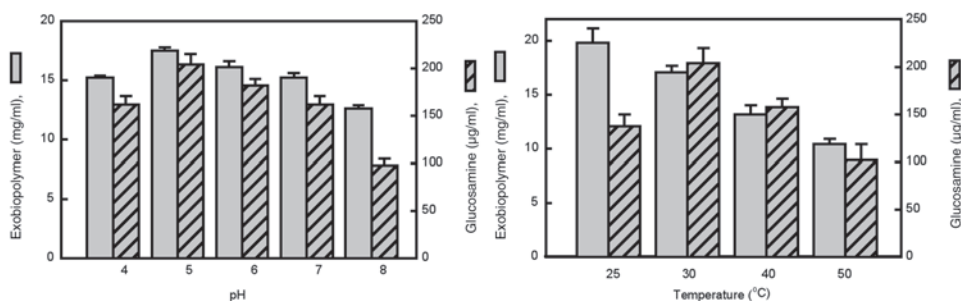 Exobiopolymer (mg/ml),
20
15
10
5
0
4 5 6 7 8
pH
250
200
150
100
50
0
Glucosamine (µg/ml),
Exobiopolymer (mg/ml),
20
15
10
5
0
25 30 40 50
Temperature (°C)
250
200
150
100
50
0
Glucosamine (µg/ml),